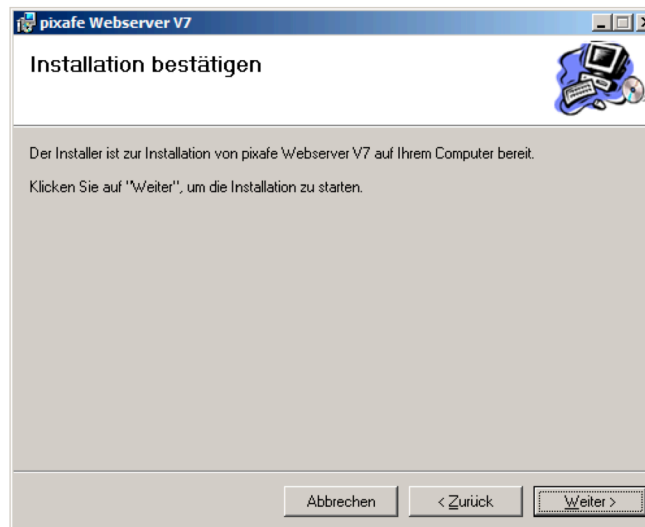 pixafe Webserver V7
Installation bestätigen
Der Installer ist zur Installation von pixafe Webserver V7 auf Ihrem Computer bereit.
Klicken Sie auf "Weiter", um die Installation zu starten.
Abbrechen < Zurück Weiter >